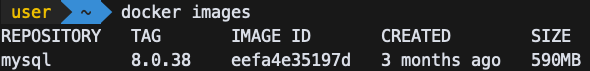 user ~ docker images
REPOSITORY TAG IMAGE ID CREATED SIZE
mysql 8.0.38 eefa4e35197d 3 months ago 590MB